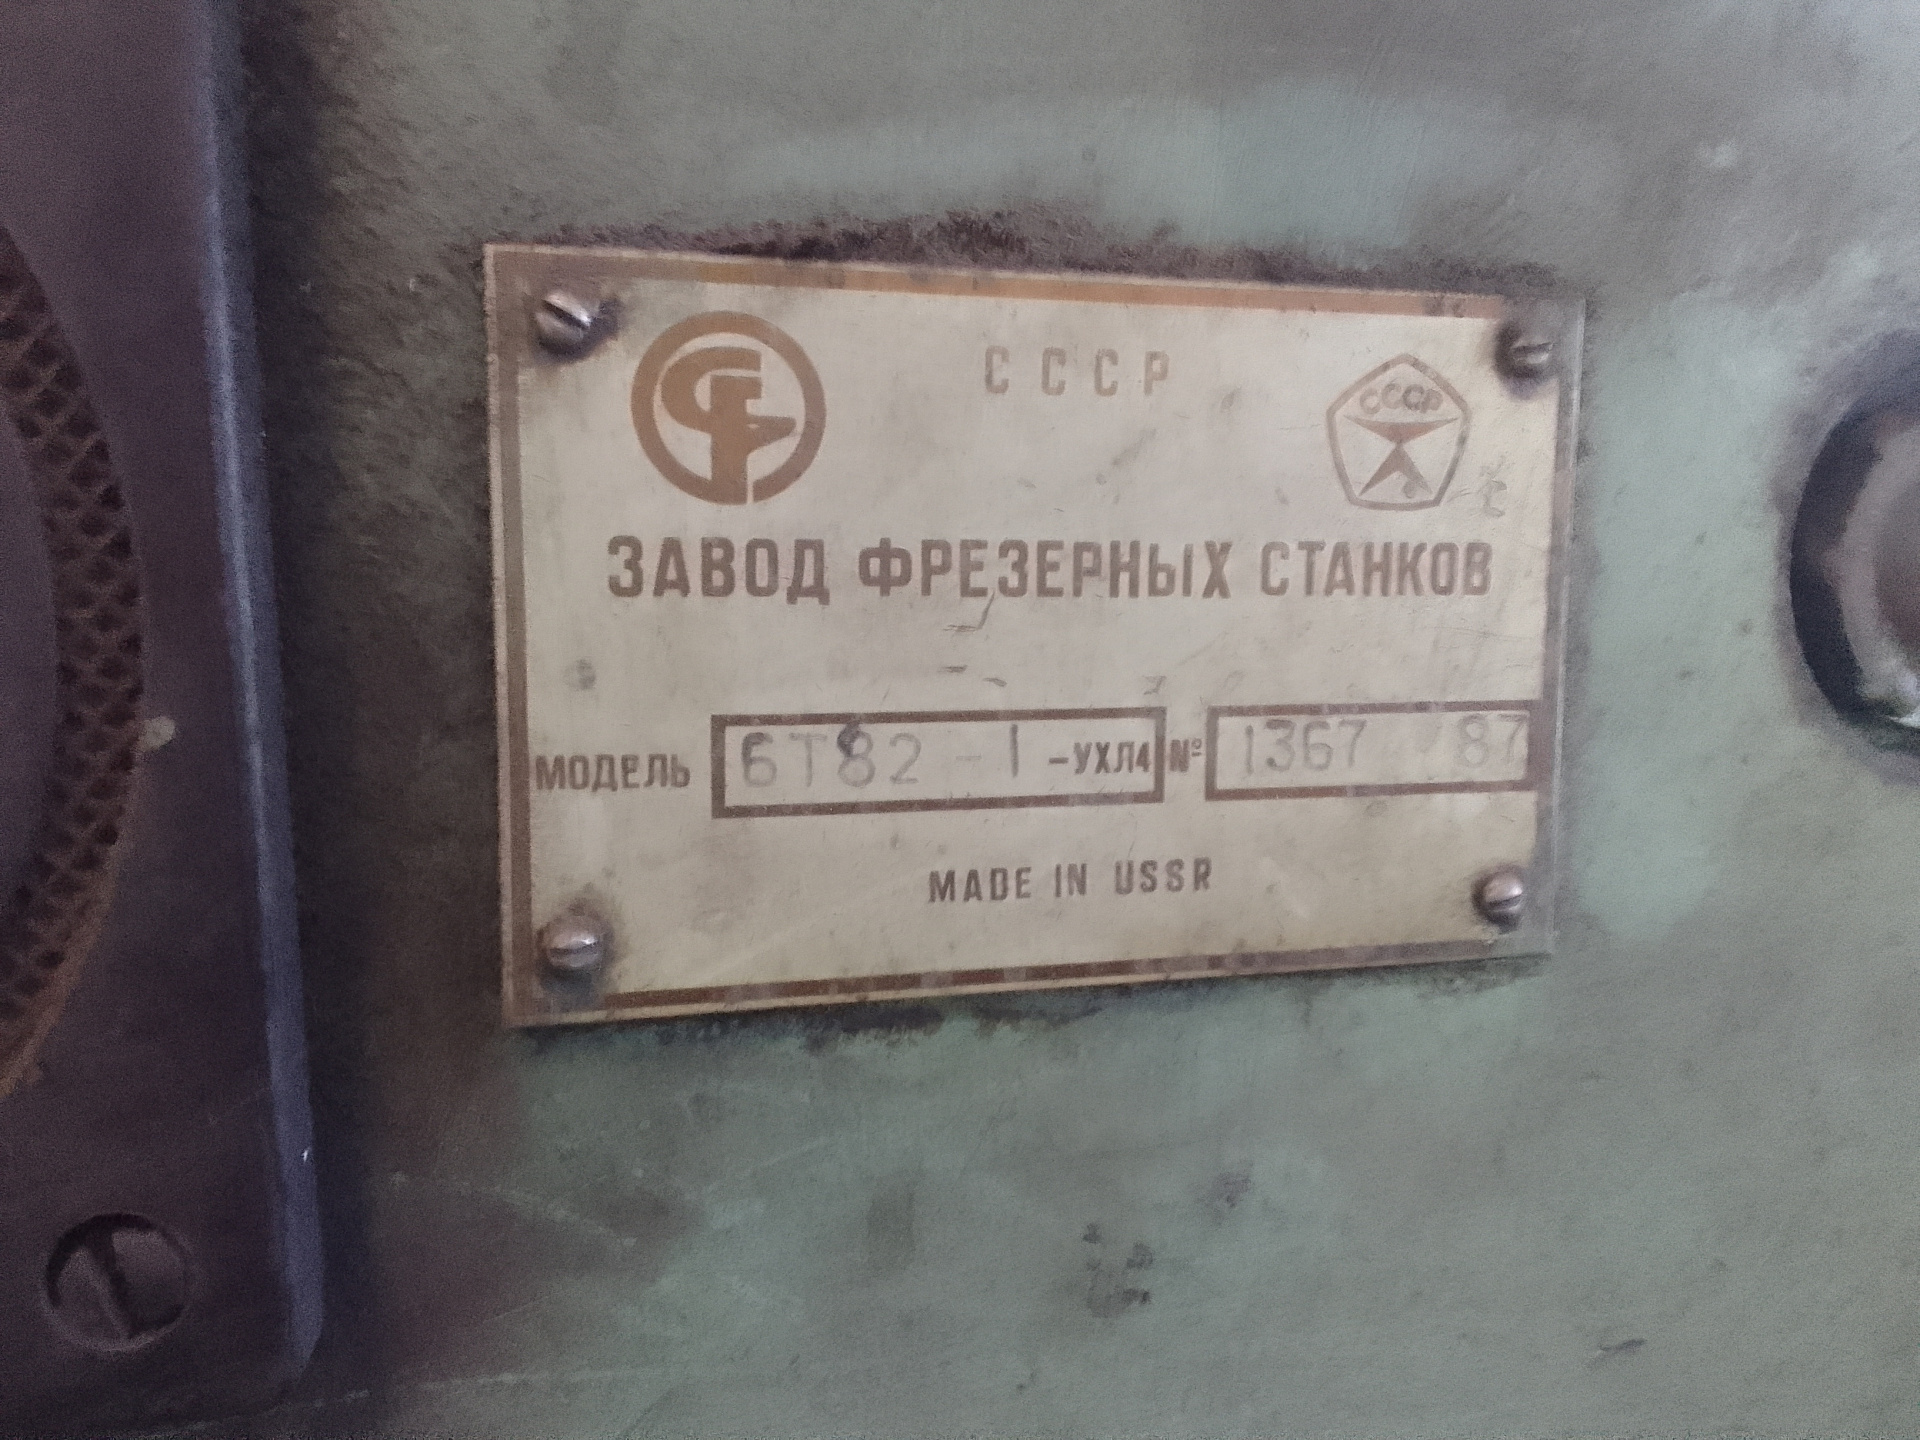 СССР
СССР
ЗАВОД ФРЕЗЕРНЫХ СТАНКОВ
МОДЕЛЬ 6Т82-1-УХЛ4 № 1367 87
MADE IN USSR